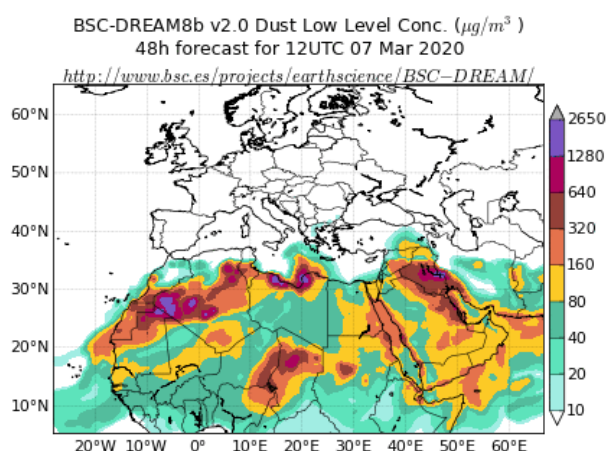 BSC-DREAM8b v2.0 Dust Low Level Conc. (μg/m³ )
48h forecast for 12UTC 07 Mar 2020
http://www.bsc.es/projects/earthscience/BSC−DREAM/
60°N
50°N
40°N
30°N
20°N
10°N
20°W 10°W 0° 10°E 20°E 30°E 40°E 50°E 60°E
2650
1280
640
320
160
80
40
20
10